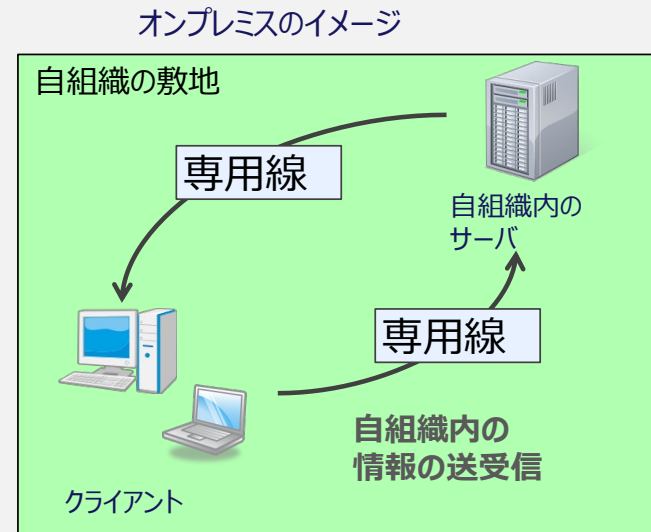 オンプレミスのイメージ
自組織の敷地
専用線
自組織内の
サーバ
専用線
自組織内の
情報の送受信
クライアント